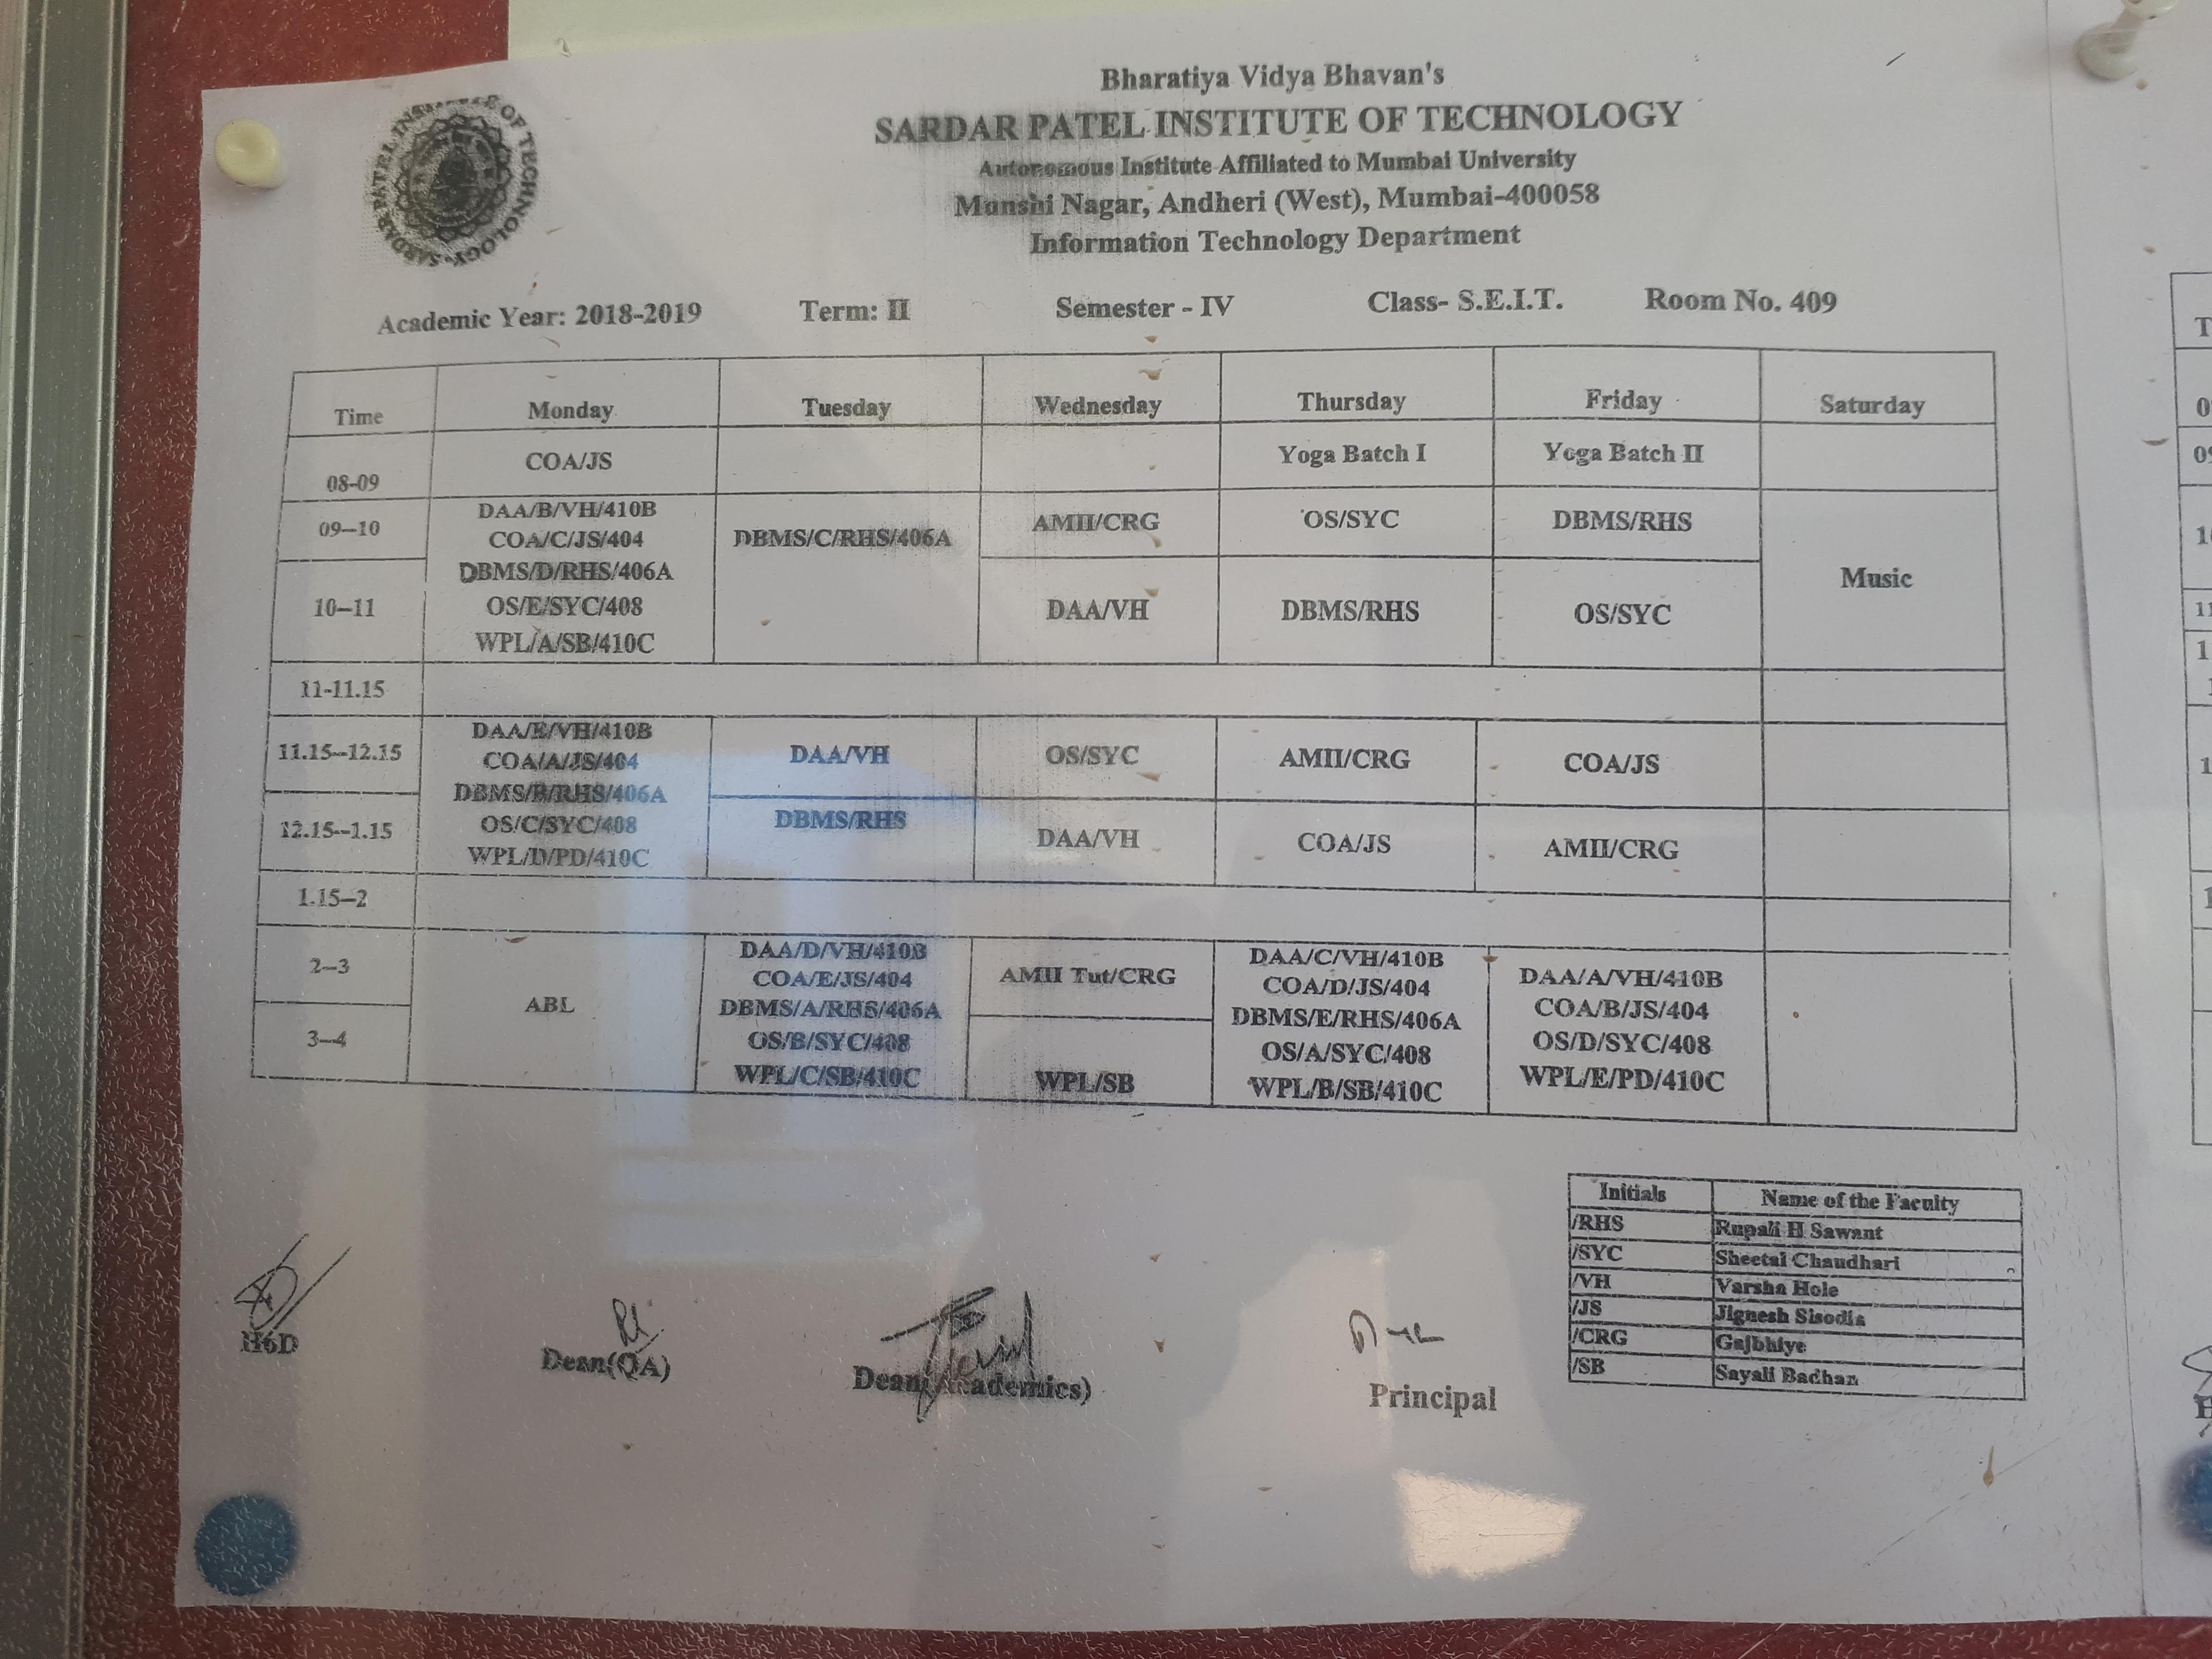 SARDAR PATEL INSTITUTE OF TECHNOLOGY
Bharatiya Vidya Bhavan's
SARDAR PATEL INSTITUTE OF TECHNOLOGY
Autonomous Institute Affiliated to Mumbai University
Munshi Nagar, Andheri (West), Mumbai-400058
Information Technology Department
Academic Year: 2018-2019 Term: II Semester - IV Class- S.E.I.T. Room No. 409
Time Monday Tuesday Wednesday Thursday Friday Saturday
08-09 COA/JS Yoga Batch I Yoga Batch II
09--10
DAA/B/VH/410B
COA/C/JS/404
DBMS/D/RHS/406A
OS/E/SYC/408
WPL/A/SB/410C
DBMS/C/RHS/406A
AMII/CRG OS/SYC DBMS/RHS
Music
10--11 DAA/VH DBMS/RHS OS/SYC
11-11.15
11.15--12.15
DAA/E/VH/410B
COA/A/JS/404
DBMS/B/RHS/406A
OS/C/SYC/408
WPL/D/PD/410C
DAA/VH OS/SYC AMII/CRG COA/JS
12.15--1.15 DBMS/RHS DAA/VH COA/JS AMII/CRG
1.15--2
2--3
ABL
DAA/D/VH/410B
COA/E/JS/404
DBMS/A/RHS/406A
OS/B/SYC/408
WPL/C/SB/410C
AMII Tut/CRG
DAA/C/VH/410B
COA/D/JS/404
DBMS/E/RHS/406A
OS/A/SYC/408
WPL/B/SB/410C
DAA/A/VH/410B
COA/B/JS/404
OS/D/SYC/408
WPL/E/PD/410C
3--4 WPL/SB
Initials Name of the Faculty
/RHS Rupali H Sawant
/SYC Sheetal Chaudhari
/VH Varsha Hole
/JS Jignesh Sisodia
/CRG Gajbhiye
/SB Sayali Badhan
Dean(QA)
Dean(Academics)
Principal